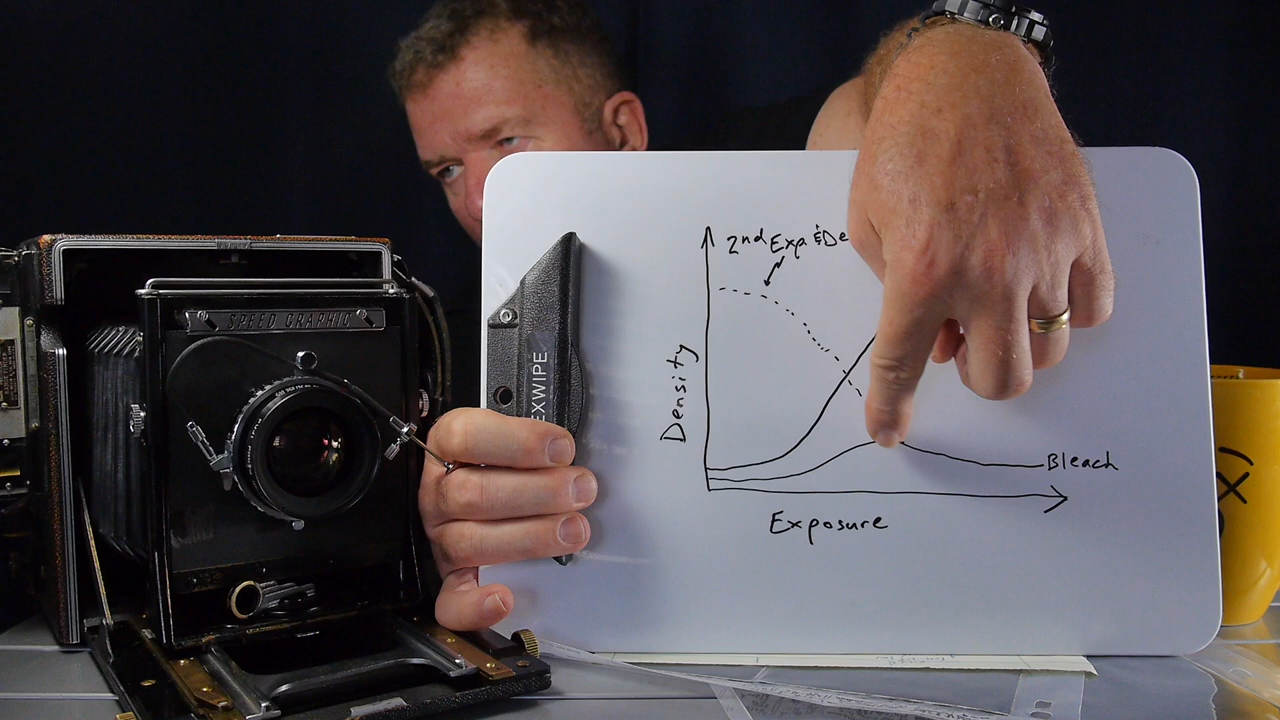 SPEED GRAPHIC
EXWIPE
2nd Exp & De
Density
Bleach
Exposure